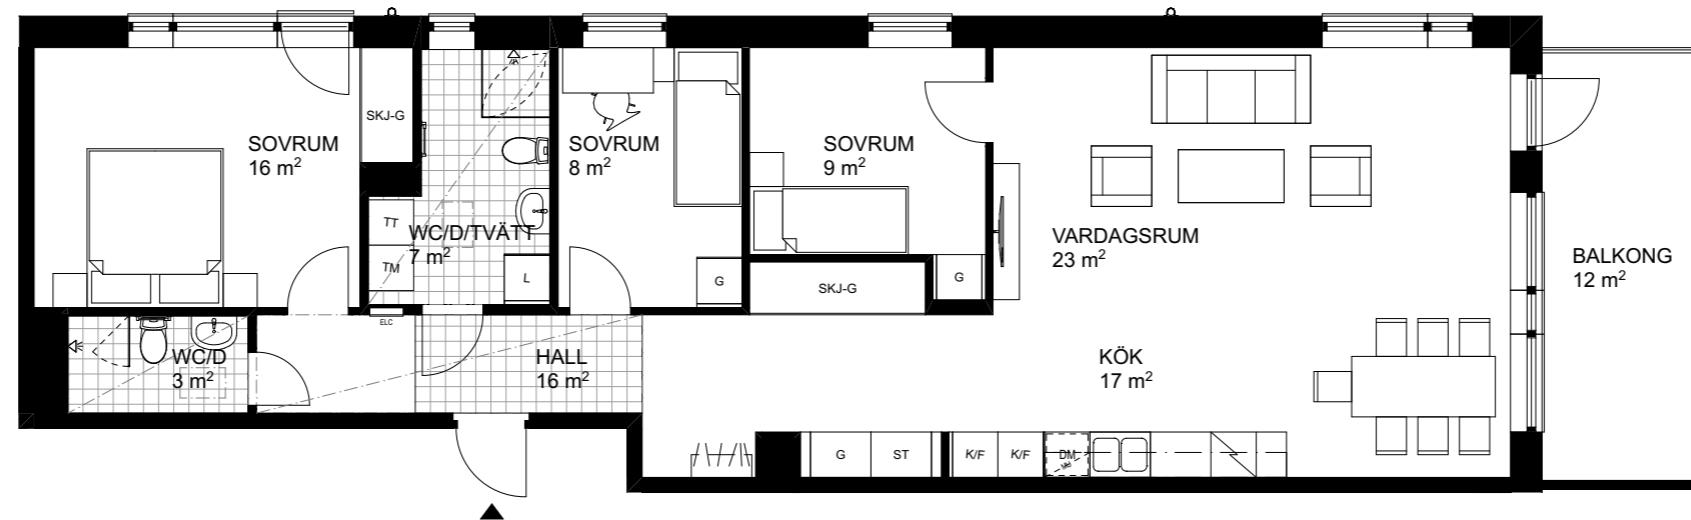 SOVRUM
16 m²
SKJ-G
SOVRUM
8 m²
SOVRUM
9 m²
TT
TM
WC/D/TVÄTT
7 m²
L
G
SKJ-G
G
VARDAGSRUM
23 m²
BALKONG
12 m²
ELC
WC/D
3 m²
HALL
16 m²
KÖK
17 m²
G
ST
K/F
K/F
DM